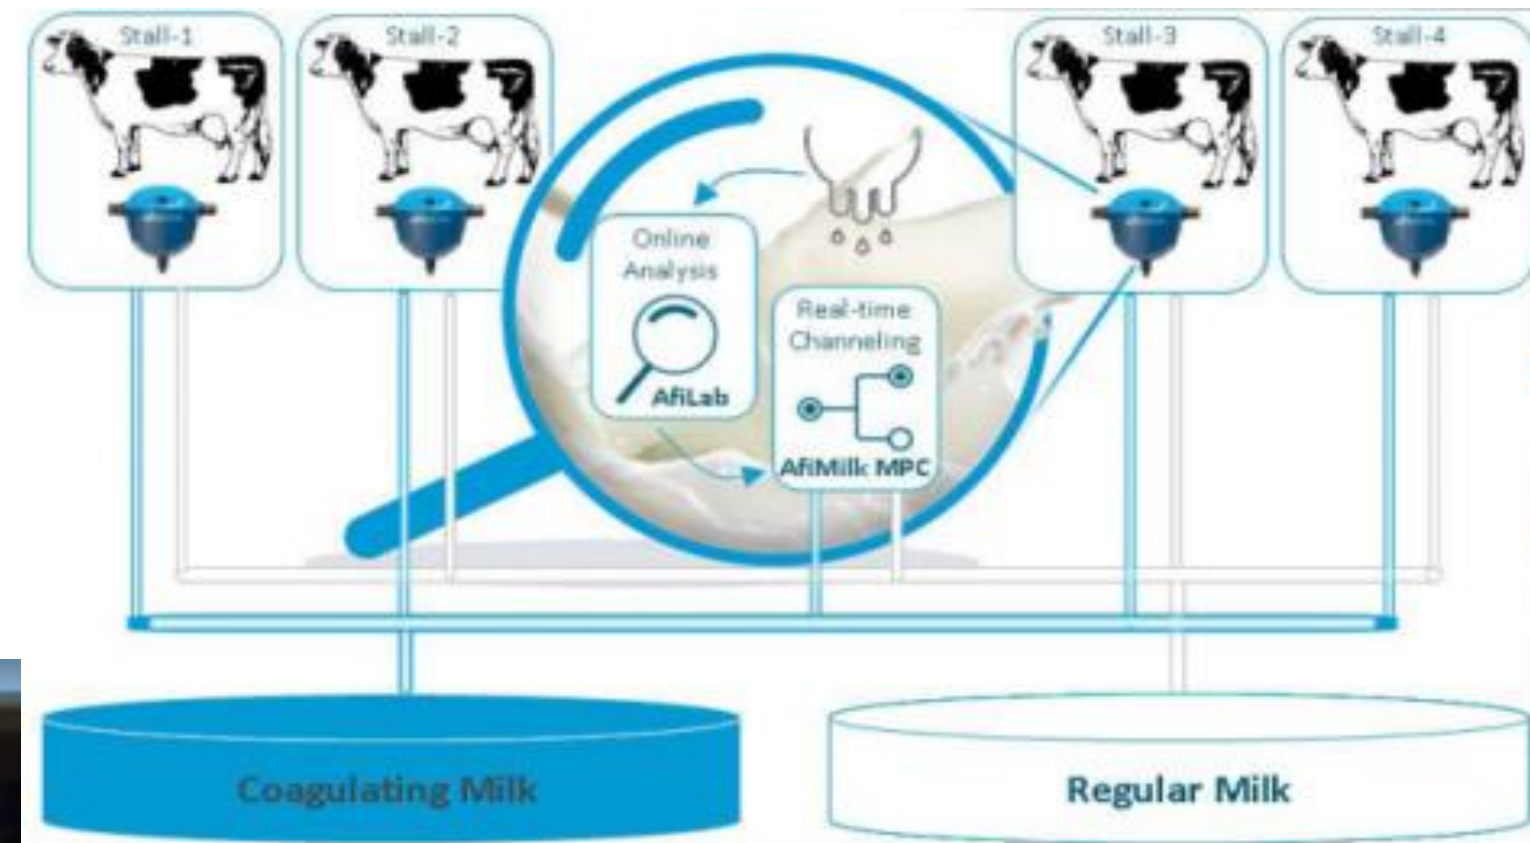 Stall-1
Stall-2
Stall-3
Stall-4
Online
Analysis
AfiLab
Real-time
Channeling
AfiMilk MPC
Coagulating Milk
Regular Milk